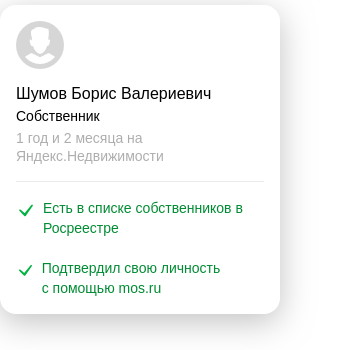 Шумов Борис Валериевич
Собственник
1 год и 2 месяца на
Яндекс.Недвижимости
Есть в списке собственников в
Росреестре
Подтвердил свою личность
с помощью mos.ru